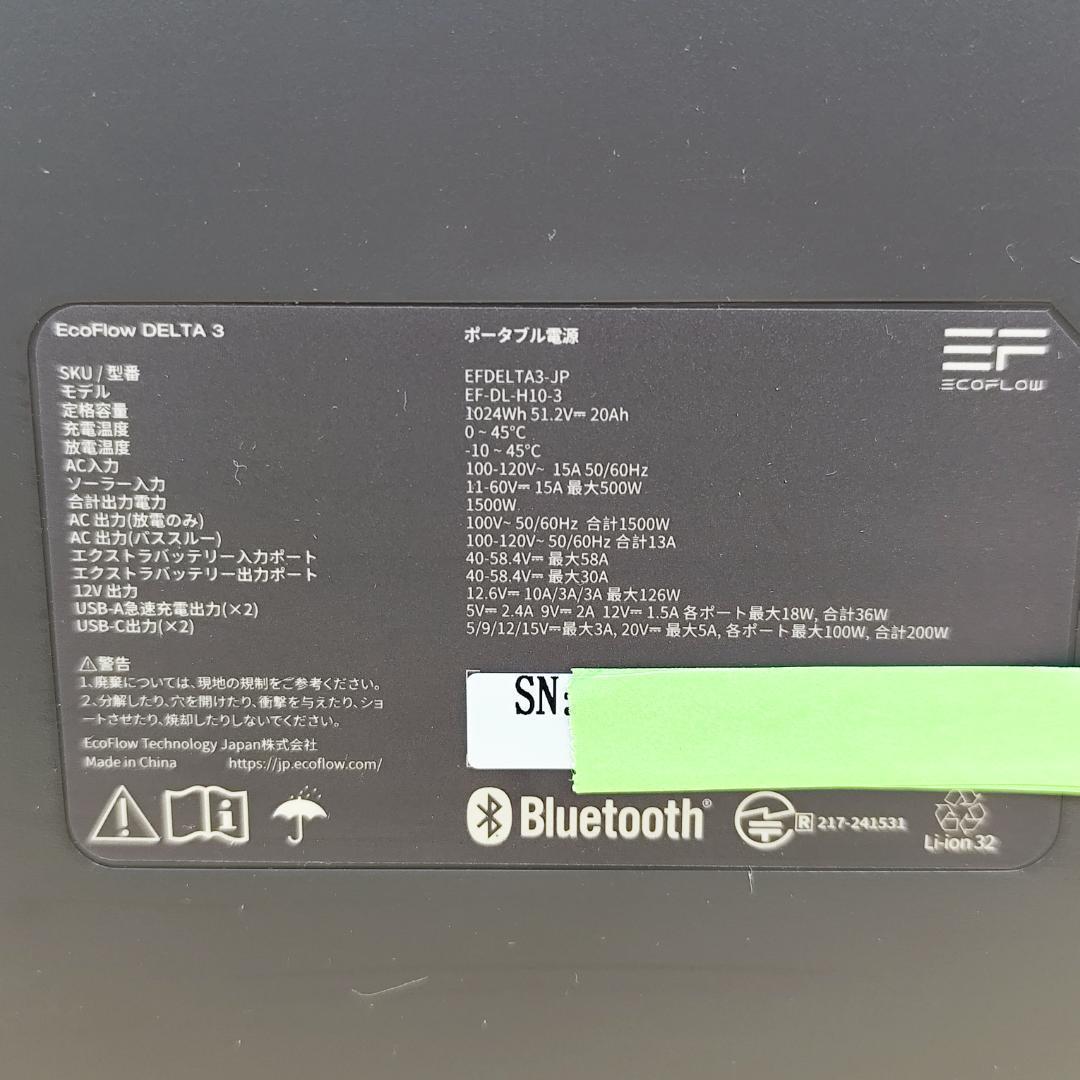 EcoFlow DELTA 3 ポータブル電源
EF
ECOFLOW
SKU / 型番 EFDELTA3-JP
モデル EF-DL-H10-3
定格容量 1024Wh 51.2V⎓ 20Ah
充電温度 0 ~ 45°C
放電温度 -10 ~ 45°C
AC入力 100-120V~ 15A 50/60Hz
ソーラー入力 11-60V⎓ 15A 最大500W
合計出力電力 1500W
AC 出力(放電のみ) 100V~ 50/60Hz 合計1500W
AC 出力(バススルー) 100-120V~ 50/60Hz 合計13A
エクストラバッテリー入力ポート 40-58.4V⎓ 最大58A
エクストラバッテリー出力ポート 40-58.4V⎓ 最大30A
12V 出力 12.6V⎓ 10A/3A/3A 最大126W
USB-A急速充電出力(×2) 5V⎓ 2.4A 9V⎓ 2A 12V⎓ 1.5A 各ポート最大18W, 合計36W
USB-C出力(×2) 5/9/12/15V⎓最大3A, 20V⎓ 最大5A, 各ポート最大100W, 合計200W
⚠警告
1.廃棄については、現地の規制をご参考ください。
2.分解したり、穴を開けたり、衝撃を与えたり、ショ
ートさせたり、焼却したりしないでください。
EcoFlow Technology Japan株式会社
Made in China https://jp.ecoflow.com/
SN:
Bluetooth®
R 217-241531
Li-ion 32